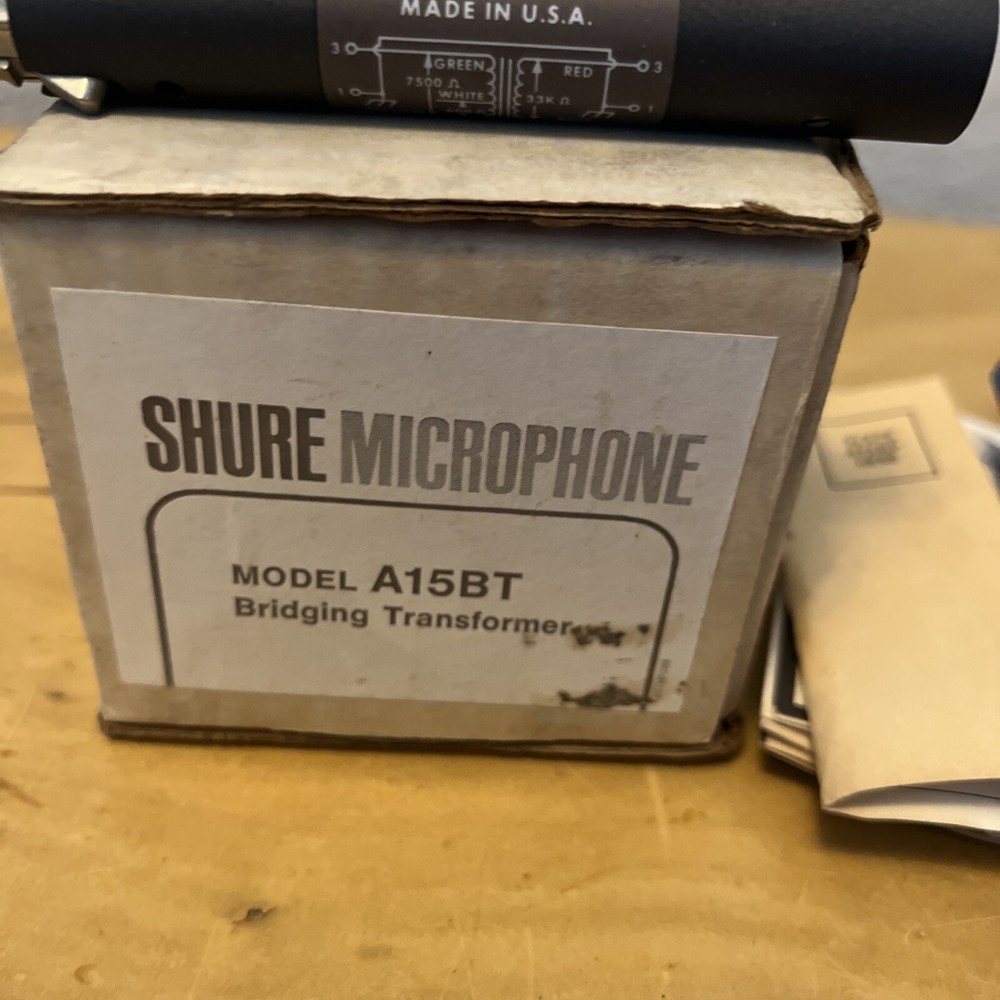 MADE IN U.S.A.
3 GREEN RED 3
7500 Ω
1 WHITE 33K Ω 1
SHURE MICROPHONE
MODEL A15BT
Bridging Transformer